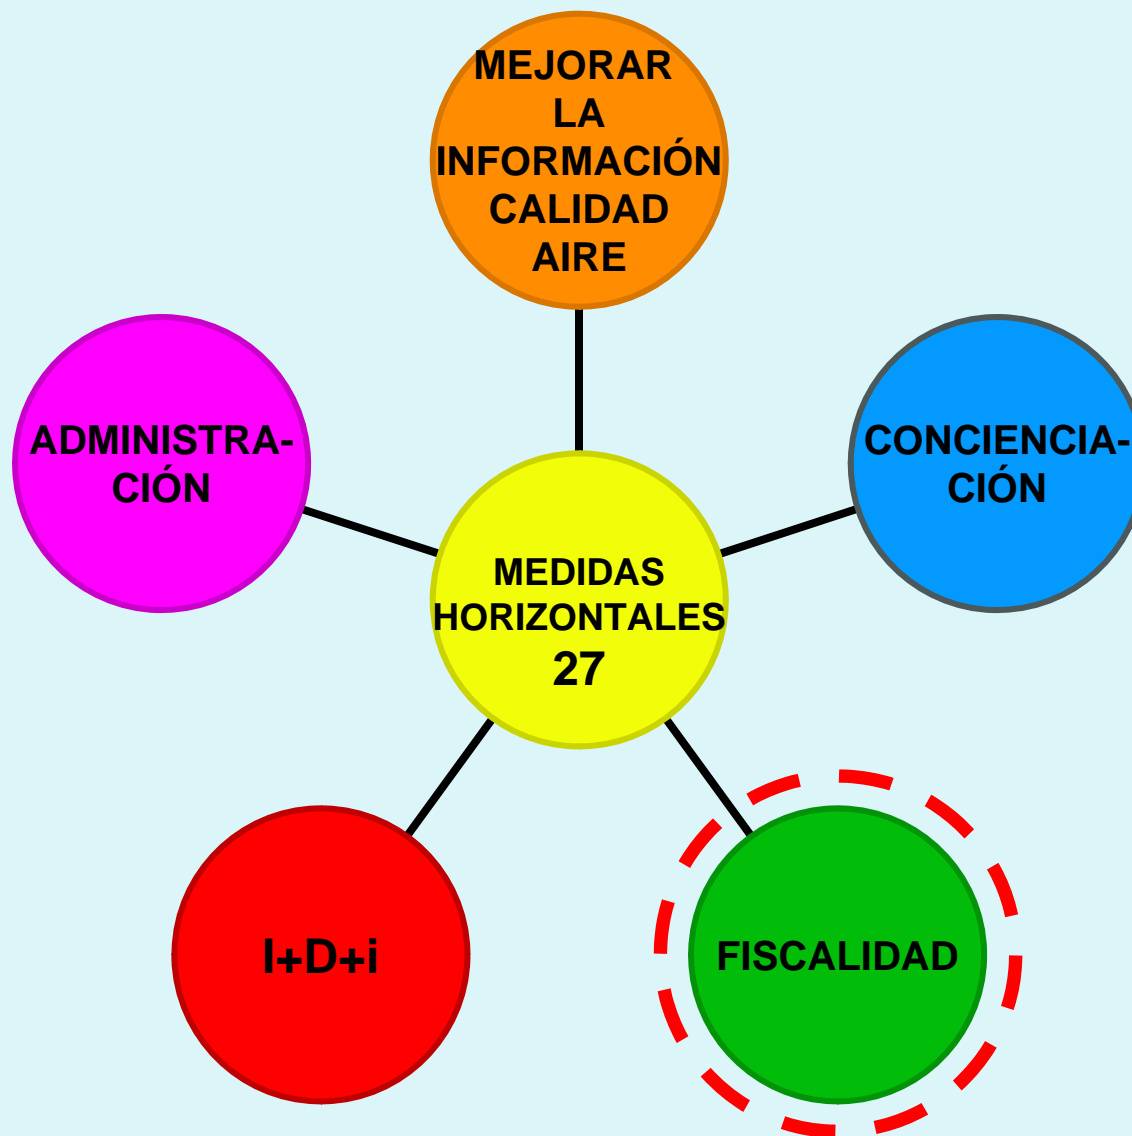 MEJORAR
LA
INFORMACIÓN
CALIDAD
AIRE
ADMINISTRA-
CIÓN
CONCIENCIA-
CIÓN
MEDIDAS
HORIZONTALES
27
I+D+i
FISCALIDAD